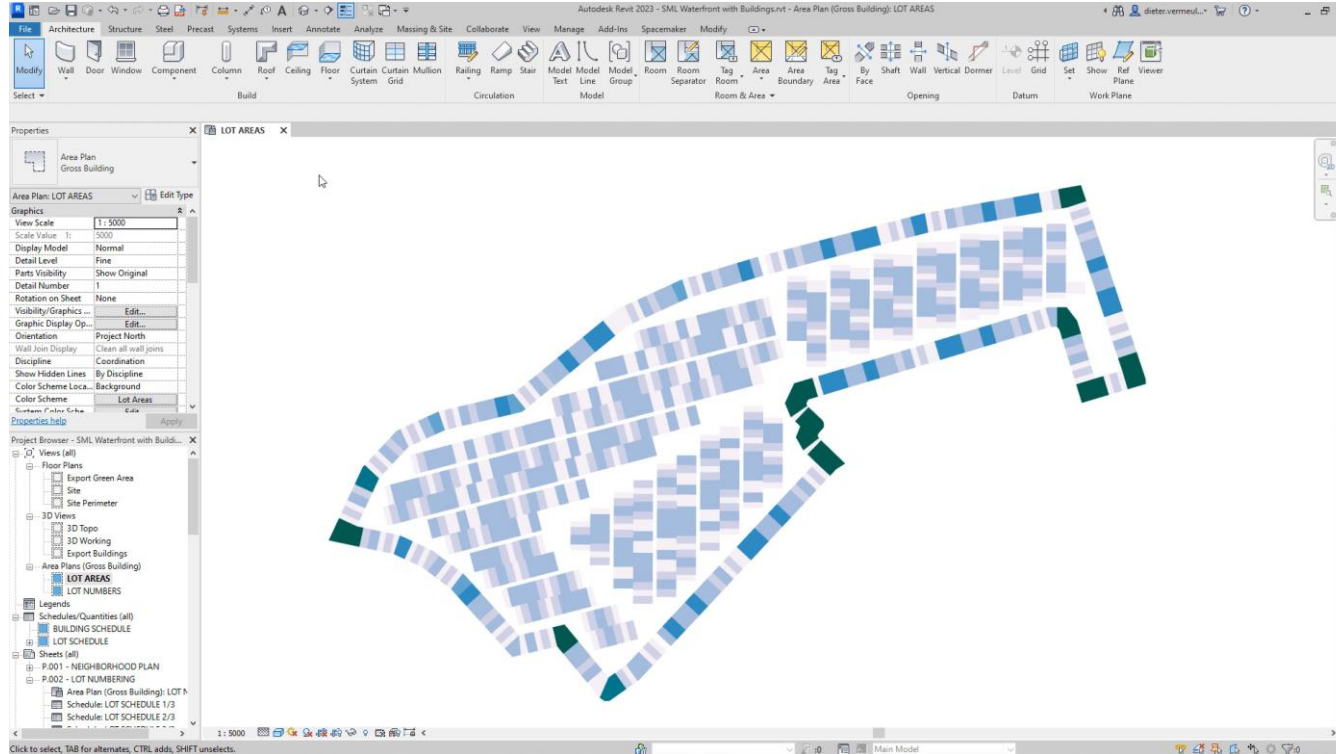 Autodesk Revit 2023 - SML Waterfront with Buildings.rvt - Area Plan (Gross Building): LOT AREAS
dieter.vermeul...
File Architecture Structure Steel Precast Systems Insert Annotate Analyze Massing & Site Collaborate View Manage Add-Ins Spacemaker Modify
Modify Wall Door Window Component Column Roof Ceiling Floor Curtain System Curtain Grid Mullion Railing Ramp Stair Model Text Model Line Model Group Room Room Separator Tag Room Area Area Boundary Tag Area By Face Shaft Wall Vertical Dormer Level Grid Set Show Ref Plane Viewer
Select Build Circulation Model Room & Area Opening Datum Work Plane
Properties
LOT AREAS
Area Plan
Gross Building
Area Plan: LOT AREAS Edit Type
Graphics
View Scale 1 : 5000
Scale Value 1: 5000
Display Model Normal
Detail Level Fine
Parts Visibility Show Original
Detail Number 1
Rotation on Sheet None
Visibility/Graphics ... Edit...
Graphic Display Op... Edit...
Orientation Project North
Wall Join Display Clean all wall joins
Discipline Coordination
Show Hidden Lines By Discipline
Color Scheme Loca... Background
Color Scheme Lot Areas
System Color Sche... Edit...
Properties help Apply
Project Browser - SML Waterfront with Buildi...
Views (all)
Floor Plans
Export Green Area
Site
Site Perimeter
3D Views
3D Topo
3D Working
Export Buildings
Area Plans (Gross Building)
LOT AREAS
LOT NUMBERS
Legends
Schedules/Quantities (all)
BUILDING SCHEDULE
LOT SCHEDULE
Sheets (all)
P.001 - NEIGHBORHOOD PLAN
P.002 - LOT NUMBERING
Area Plan (Gross Building): LOT N
Schedule: LOT SCHEDULE 1/3
Schedule: LOT SCHEDULE 2/3
1 : 5000
Click to select, TAB for alternates, CTRL adds, SHIFT unselects.
:0 Main Model :0